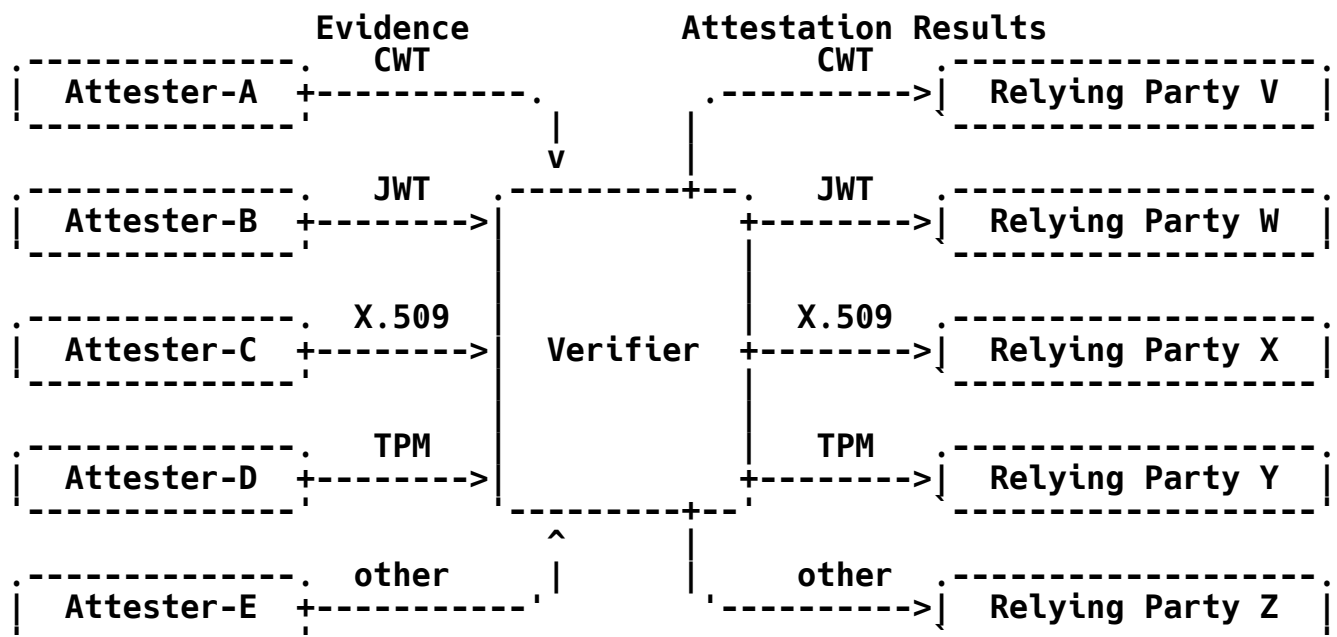 Evidence Attestation Results
CWT CWT
Attester-A Relying Party V
v
JWT JWT
Attester-B Relying Party W
X.509 X.509
Attester-C Verifier Relying Party X
TPM TPM
Attester-D Relying Party Y
other other
Attester-E Relying Party Z